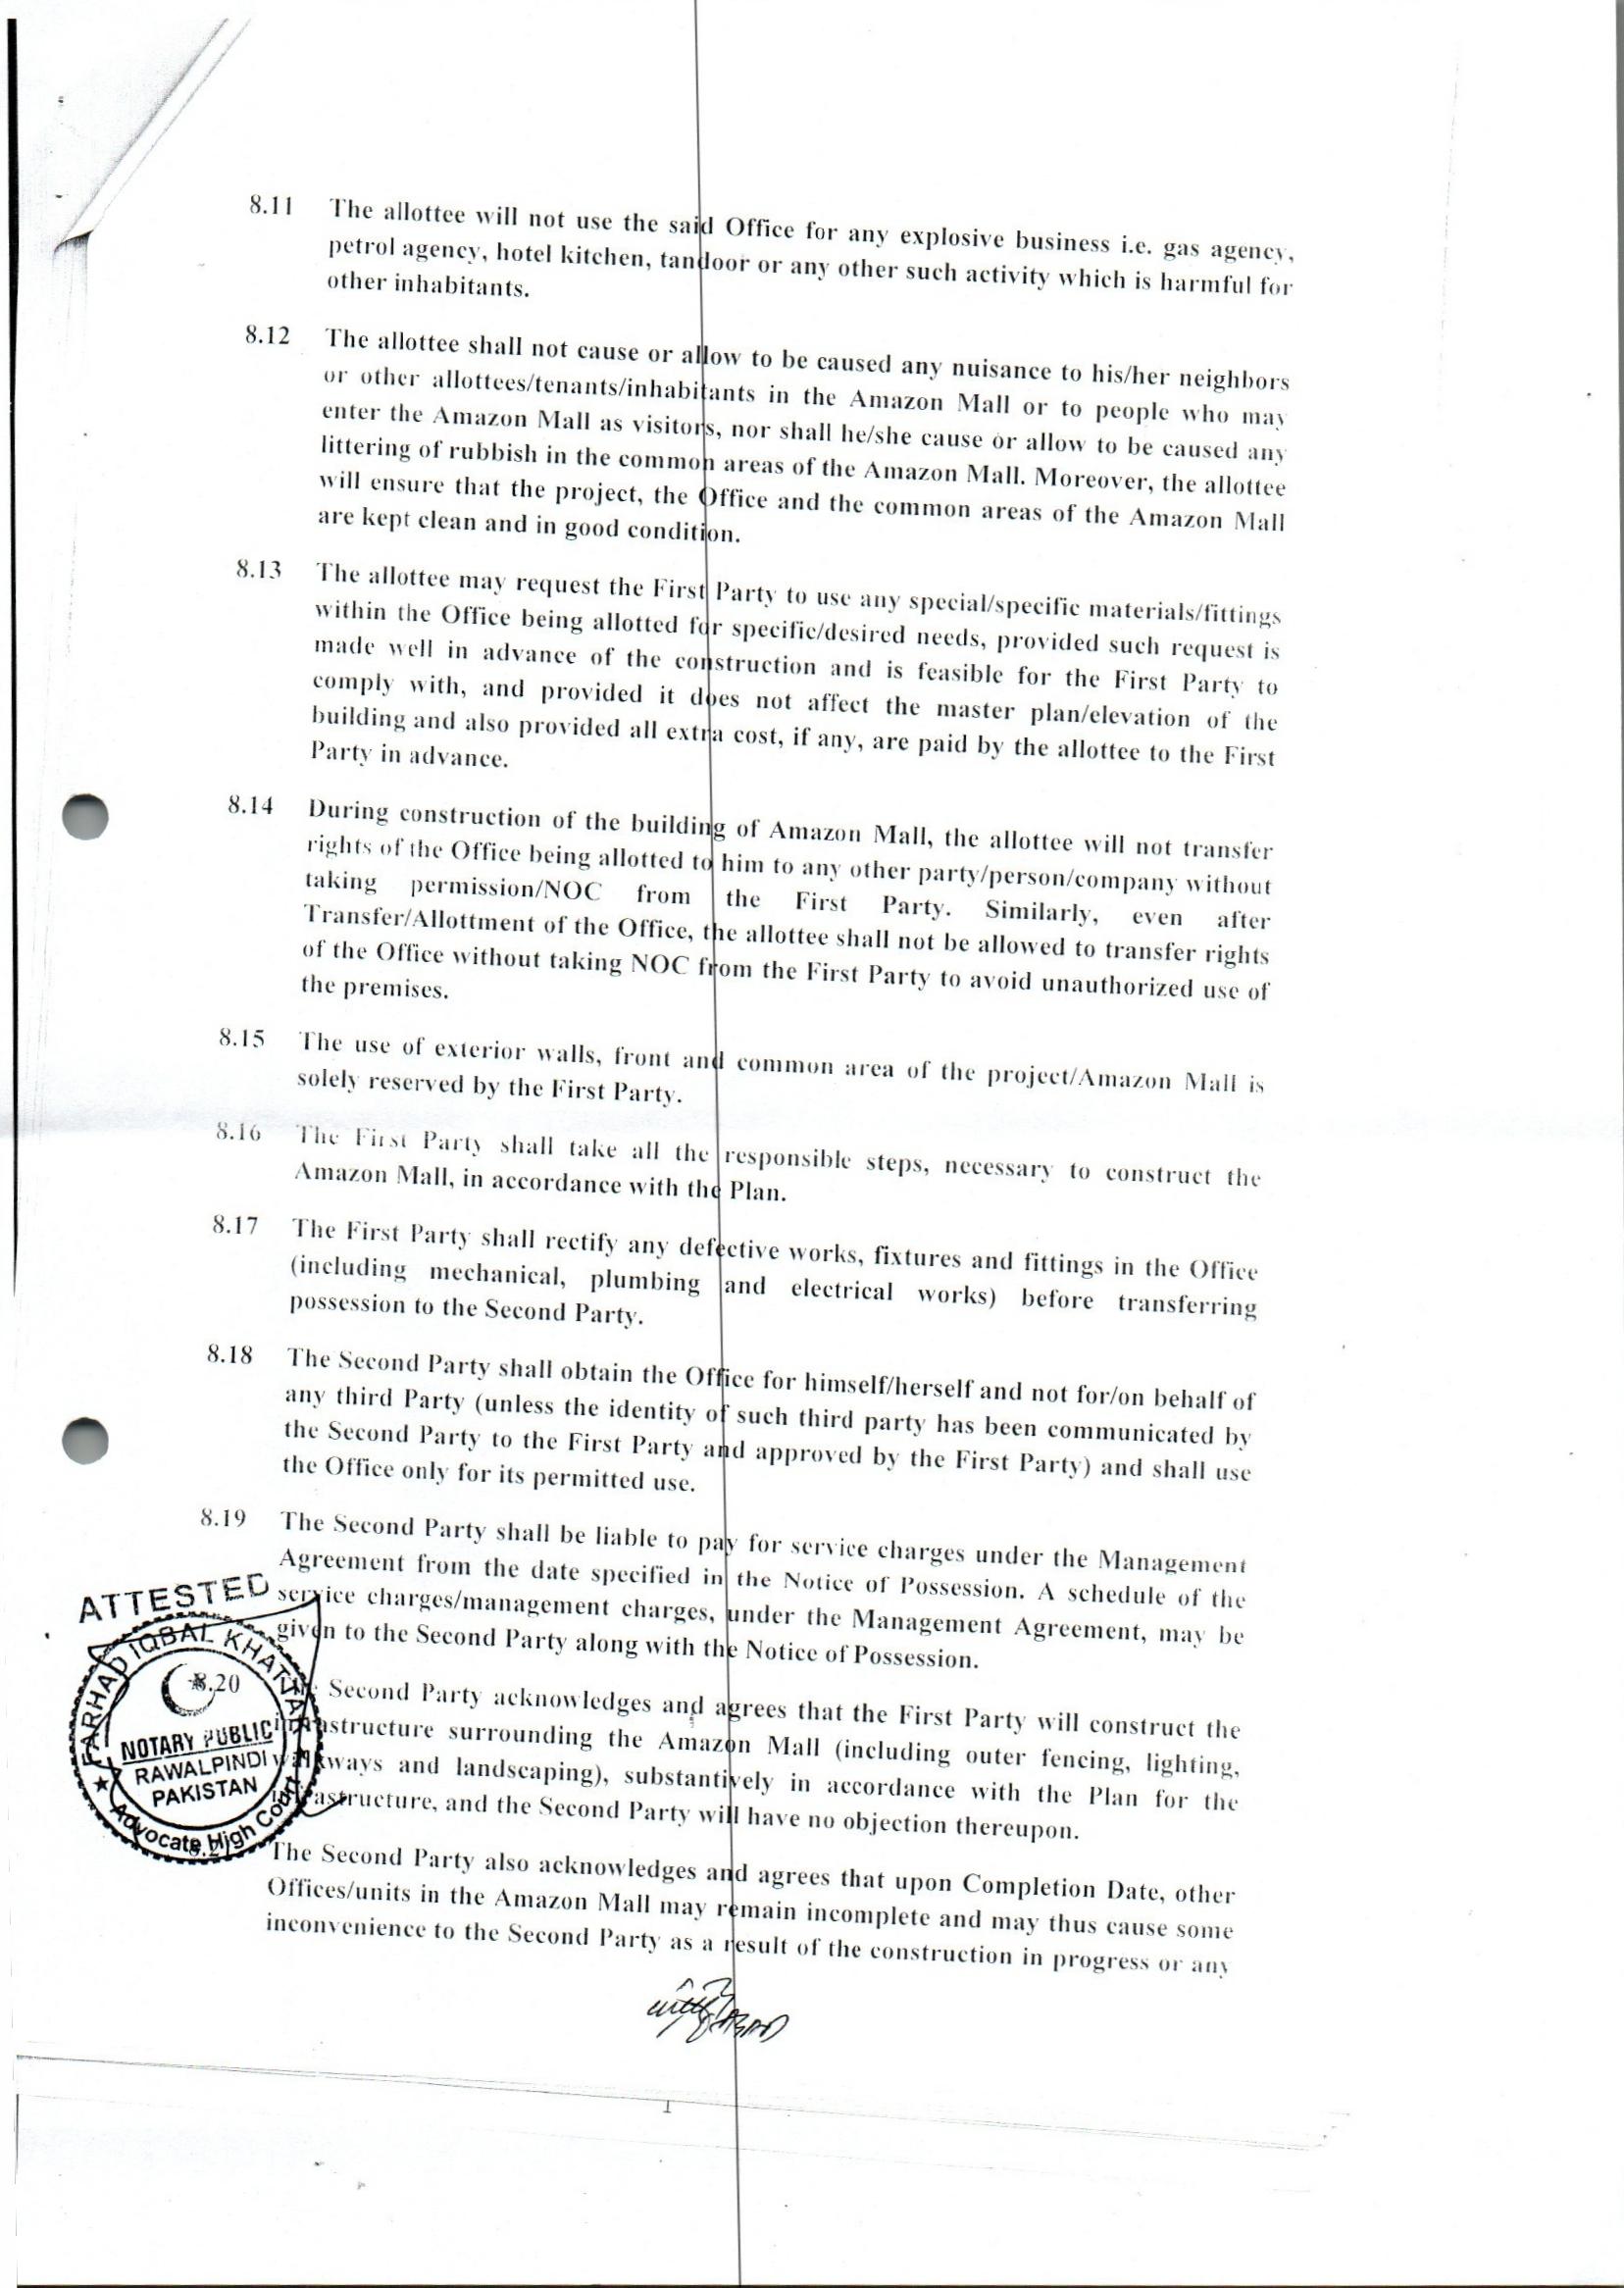 8.11 The allottee will not use the said Office for any explosive business i.e. gas agency,
petrol agency, hotel kitchen, tandoor or any other such activity which is harmful for
other inhabitants.
8.12 The allottee shall not cause or allow to be caused any nuisance to his/her neighbors
or other allottees/tenants/inhabitants in the Amazon Mall or to people who may
enter the Amazon Mall as visitors, nor shall he/she cause or allow to be caused any
littering of rubbish in the common areas of the Amazon Mall. Moreover, the allottee
will ensure that the project, the Office and the common areas of the Amazon Mall
are kept clean and in good condition.
8.13 The allottee may request the First Party to use any special/specific materials/fittings
within the Office being allotted for specific/desired needs, provided such request is
made well in advance of the construction and is feasible for the First Party to
comply with, and provided it does not affect the master plan/elevation of the
building and also provided all extra cost, if any, are paid by the allottee to the First
Party in advance.
8.14 During construction of the building of Amazon Mall, the allottee will not transfer
rights of the Office being allotted to him to any other party/person/company without
taking permission/NOC from the First Party. Similarly, even after
Transfer/Allottment of the Office, the allottee shall not be allowed to transfer rights
of the Office without taking NOC from the First Party to avoid unauthorized use of
the premises.
8.15 The use of exterior walls, front and common area of the project/Amazon Mall is
solely reserved by the First Party.
8.16 The First Party shall take all the responsible steps, necessary to construct the
Amazon Mall, in accordance with the Plan.
8.17 The First Party shall rectify any defective works, fixtures and fittings in the Office
(including mechanical, plumbing and electrical works) before transferring
possession to the Second Party.
8.18 The Second Party shall obtain the Office for himself/herself and not for/on behalf of
any third Party (unless the identity of such third party has been communicated by
the Second Party to the First Party and approved by the First Party) and shall use
the Office only for its permitted use.
8.19 The Second Party shall be liable to pay for service charges under the Management
Agreement from the date specified in the Notice of Possession. A schedule of the
service charges/management charges, under the Management Agreement, may be
given to the Second Party along with the Notice of Possession.
8.20 The Second Party acknowledges and agrees that the First Party will construct the
infrastructure surrounding the Amazon Mall (including outer fencing, lighting,
walkways and landscaping), substantively in accordance with the Plan for the
infrastructure, and the Second Party will have no objection thereupon.
8.21 The Second Party also acknowledges and agrees that upon Completion Date, other
Offices/units in the Amazon Mall may remain incomplete and may thus cause some
inconvenience to the Second Party as a result of the construction in progress or any
ATTESTED
FARHAD IQBAL KHATTAK
NOTARY PUBLIC
RAWALPINDI
PAKISTAN
Advocate High Court